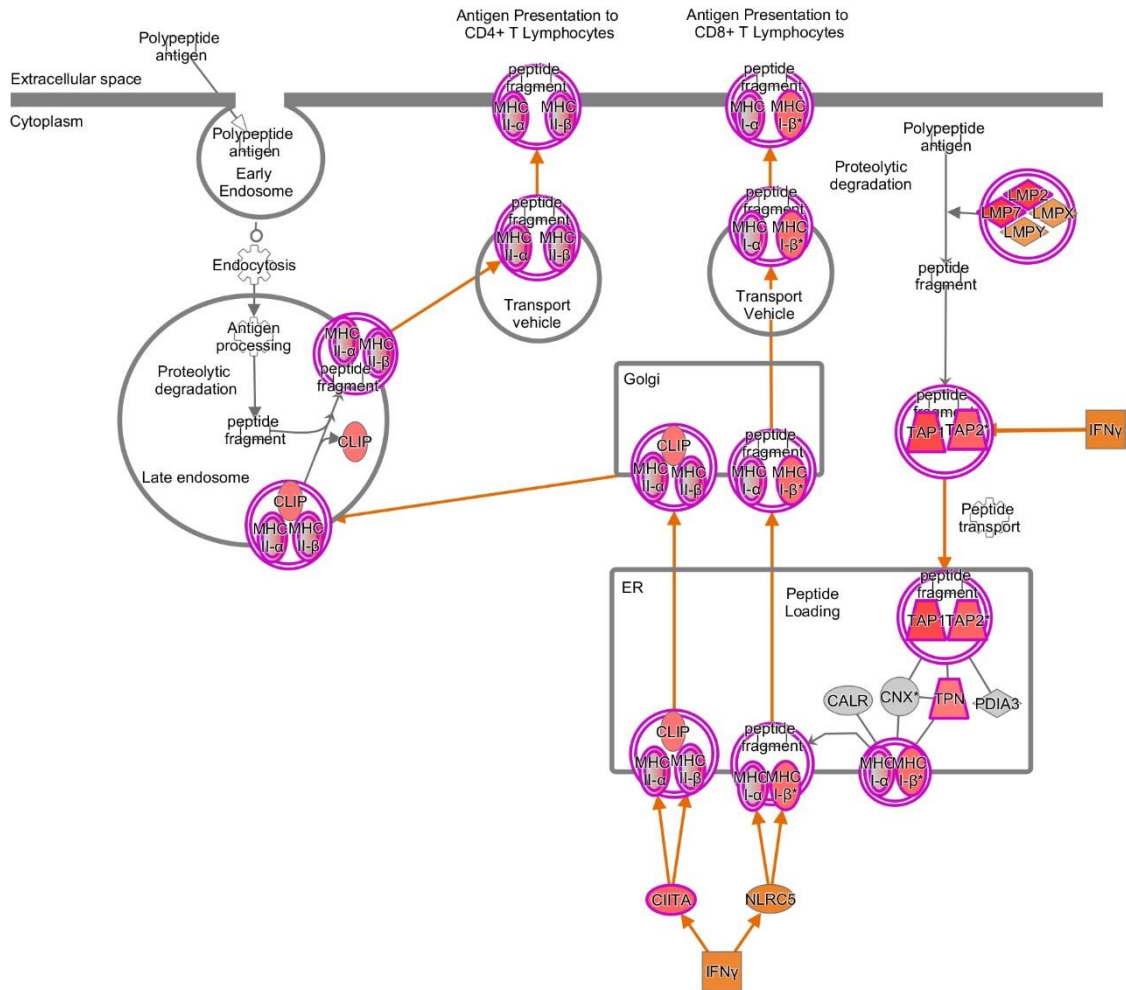 Antigen Presentation to
CD4+ T Lymphocytes
Antigen Presentation to
CD8+ T Lymphocytes
Polypeptide
antigen
Extracellular space
Cytoplasm
peptide
fragment
MHC
II-α
MHC
II-β
peptide
fragment
MHC
I-α
MHC
I-β*
Polypeptide
antigen
Early
Endosome
Polypeptide
antigen
Proteolytic
degradation
LMP2
LMP7
LMPX
LMPY
peptide
fragment
MHC
II-α
MHC
II-β
Transport
vehicle
peptide
fragment
MHC
I-α
MHC
I-β*
Transport
Vehicle
Endocytosis
peptide
fragment
Antigen
processing
Proteolytic
degradation
peptide
fragment
MHC
II-α
MHC
II-β
peptide
fragment
CLIP
Late endosome
CLIP
MHC
II-α
MHC
II-β
Golgi
CLIP
MHC
II-α
MHC
II-β
peptide
fragment
MHC
I-α
MHC
I-β*
peptide
fragment
TAP1
TAP2*
IFNγ
Peptide
transport
ER
Peptide
Loading
peptide
fragment
TAP1
TAP2*
CALR
CNX*
TPN
PDIA3
CLIP
MHC
II-α
MHC
II-β
peptide
fragment
MHC
I-α
MHC
I-β*
MHC
I-α
MHC
I-β*
CIITA
NLRC5
IFNγ